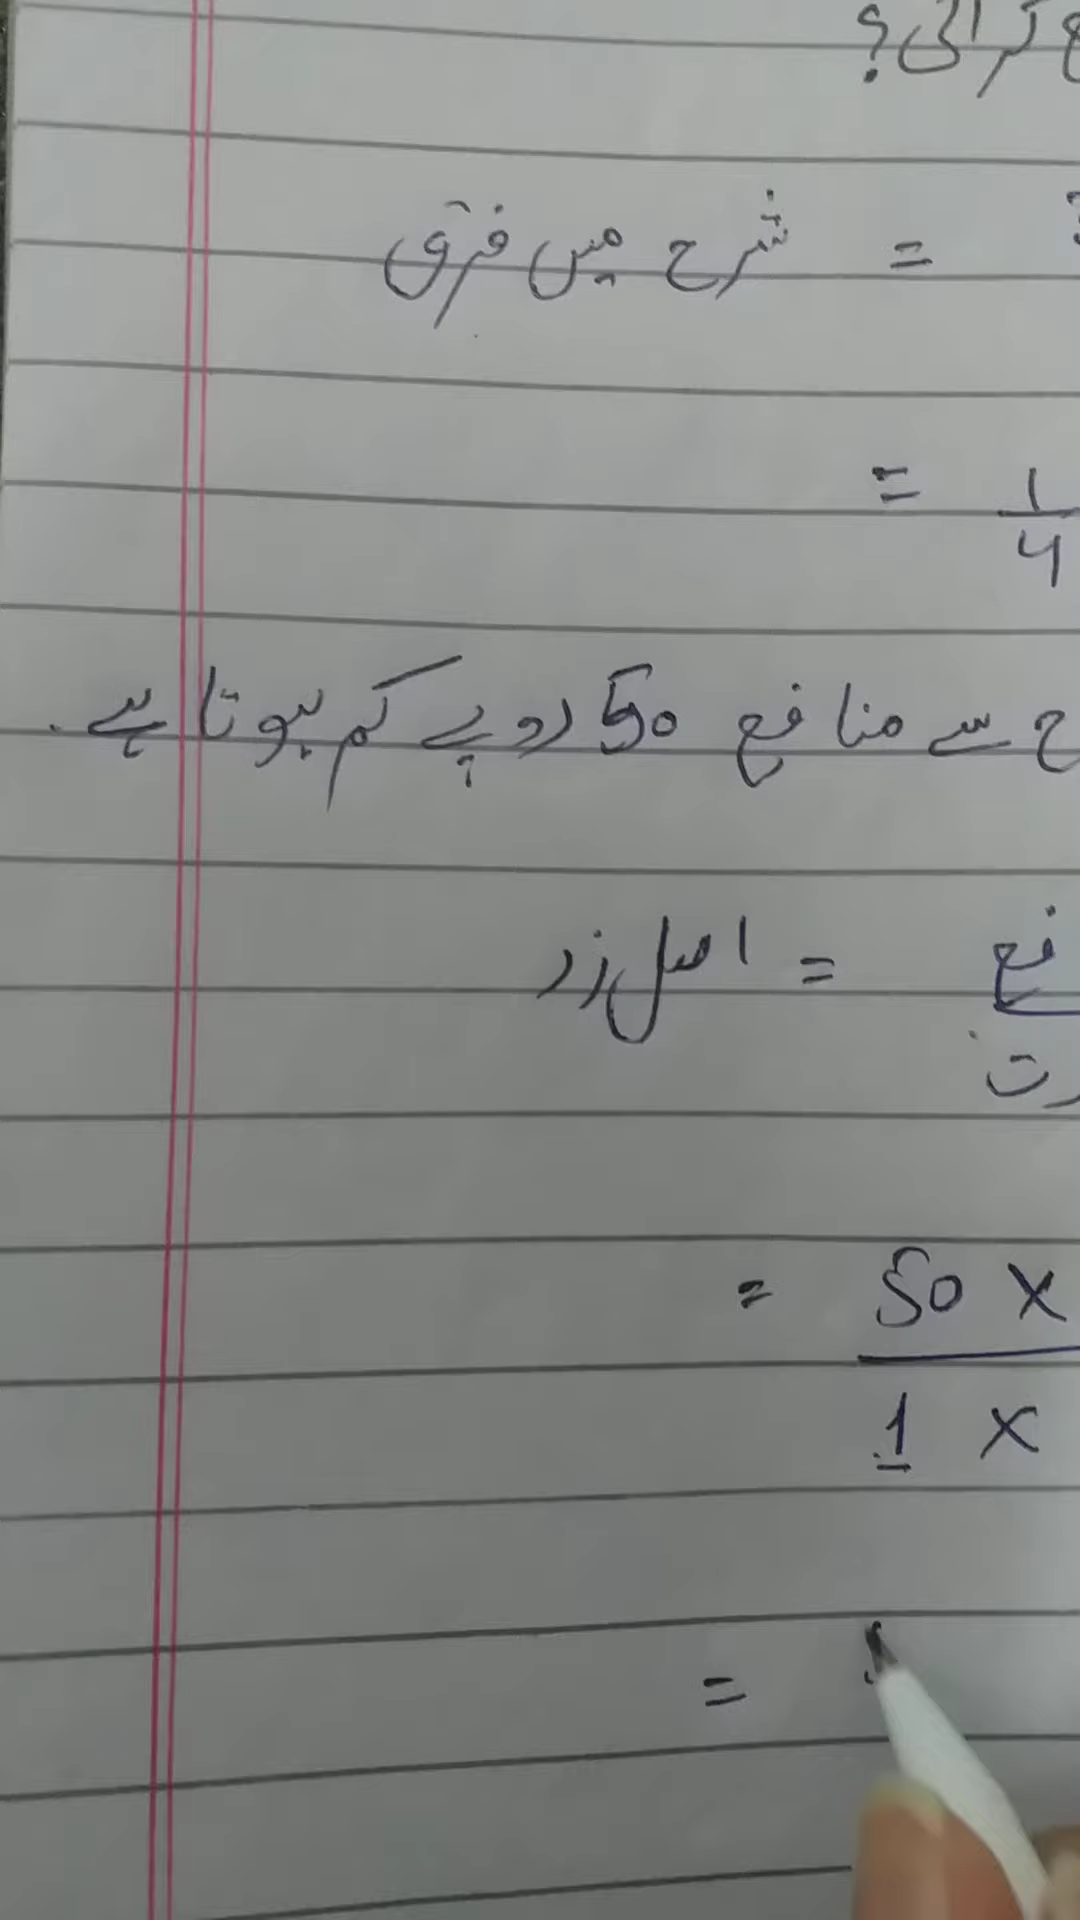 کرائی؟
= شرح میں فرق
= 1/4
ح سے منافع 50 روپے کم ہوتا ہے۔
فع = اصل زر
رت
= 50 ×
1 ×
=